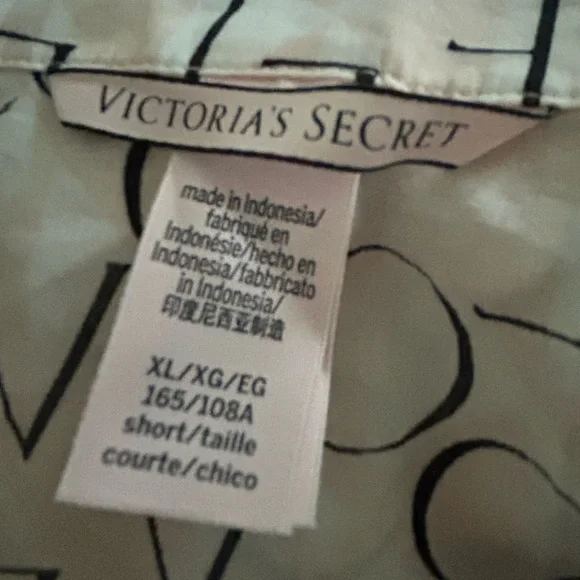 VICTORIA'S SECRET
made in Indonesia/
fabriqué en
Indonésie/hecho en
Indonesia/fabbricato
in Indonesia/
印度尼西亚制造
XL/XG/EG
165/108A
short/taille
courte/chico